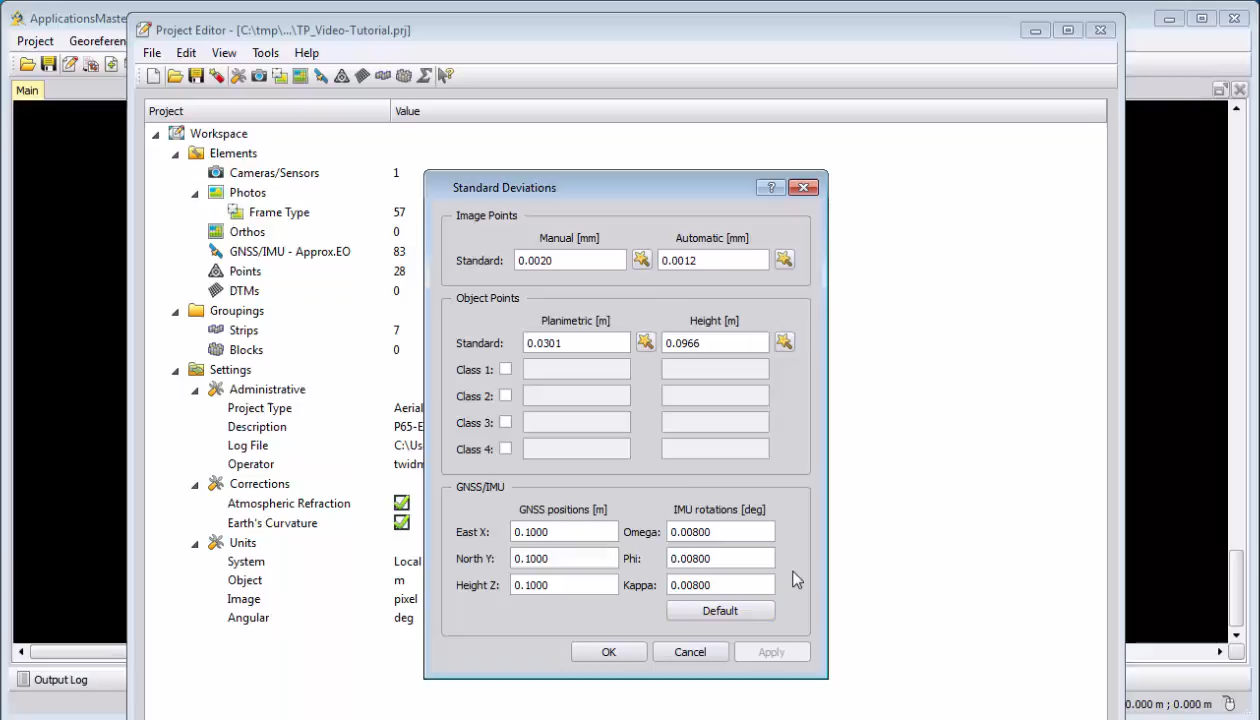 ApplicationsMaste
Project Editor - [C:\tmp\...\TP_Video-Tutorial.prj]
Project Georeferen
File Edit View Tools Help
Main
Project Value
Workspace
Elements
Cameras/Sensors 1
Photos
Frame Type 57
Orthos 0
GNSS/IMU - Approx.EO 83
Points 28
DTMs 0
Groupings
Strips 7
Blocks 0
Settings
Administrative
Project Type Aerial
Description P65-E
Log File C:\Us
Operator twidm
Corrections
Atmospheric Refraction
Earth's Curvature
Units
System Local
Object m
Image pixel
Angular deg
Standard Deviations
Image Points
Manual [mm] Automatic [mm]
Standard: 0.0020 0.0012
Object Points
Planimetric [m] Height [m]
Standard: 0.0301 0.0966
Class 1:
Class 2:
Class 3:
Class 4:
GNSS/IMU
GNSS positions [m] IMU rotations [deg]
East X: 0.1000 Omega: 0.00800
North Y: 0.1000 Phi: 0.00800
Height Z: 0.1000 Kappa: 0.00800
Default
OK Cancel Apply
Output Log
0.000 m ; 0.000 m